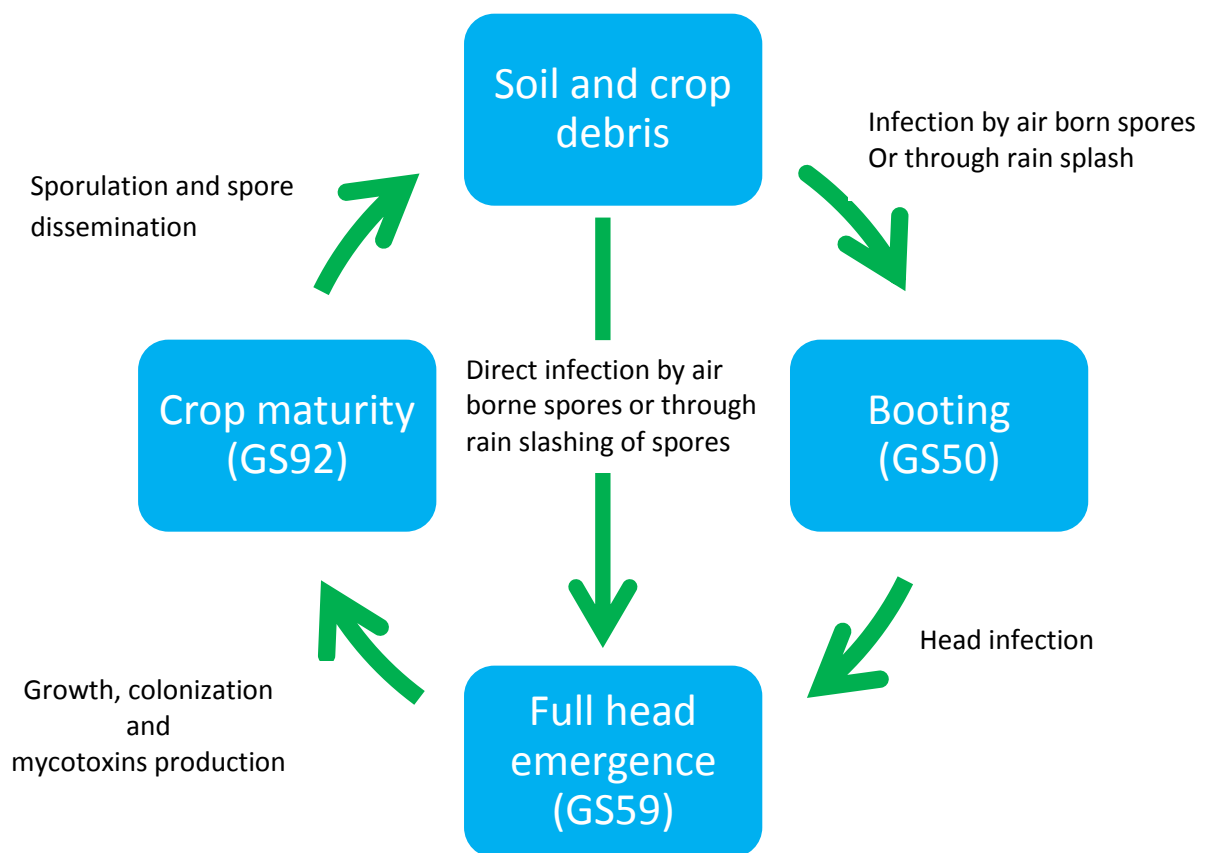 Soil and crop
debris
Infection by air born spores
Or through rain splash
Sporulation and spore
dissemination
Crop maturity
(GS92)
Direct infection by air
borne spores or through
rain slashing of spores
Booting
(GS50)
Head infection
Growth, colonization
and
mycotoxins production
Full head
emergence
(GS59)